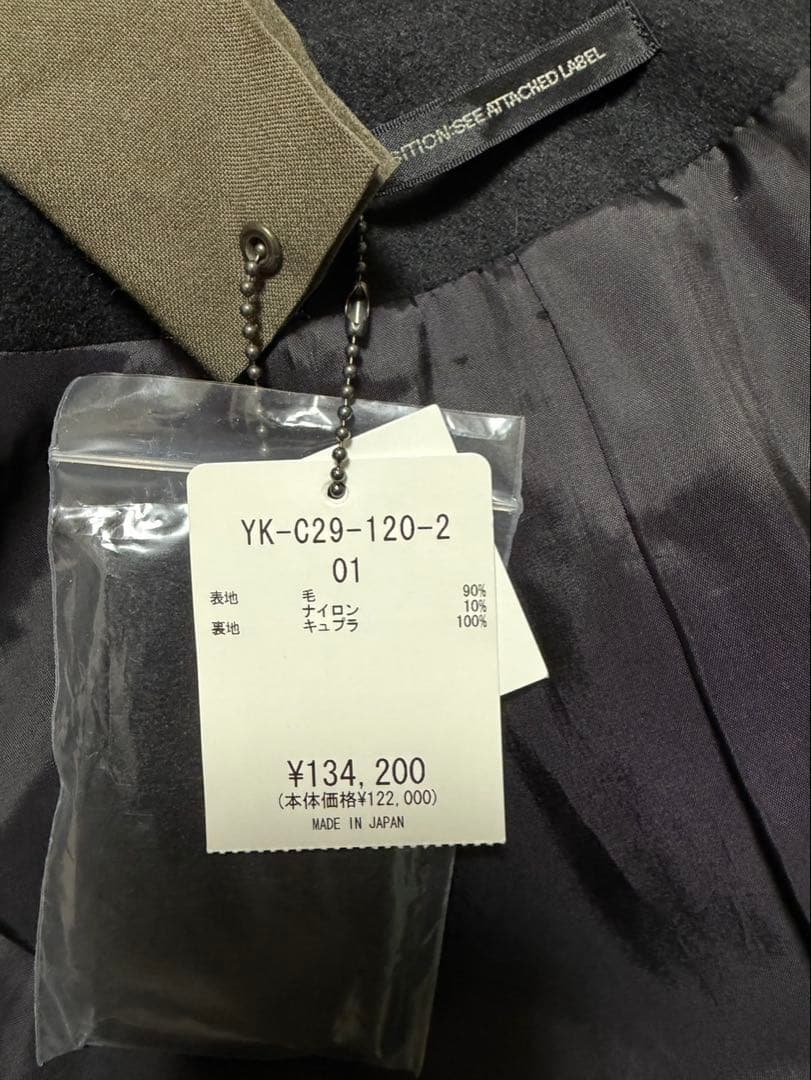 SITION:SEE ATTACHED LABEL
YK-C29-120-2
01
表地 毛 90%
ナイロン 10%
裏地 キュプラ 100%
¥134,200
(本体価格¥122,000)
MADE IN JAPAN